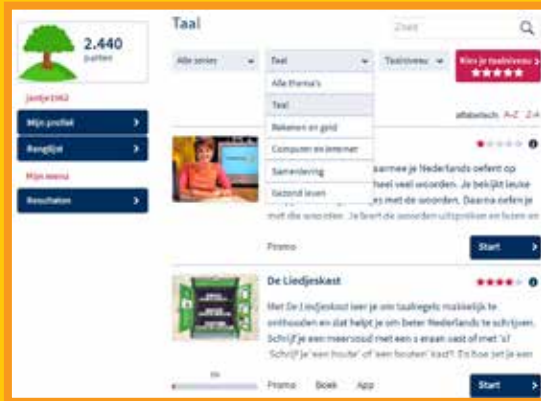 2.440
punten
jantje1962
Mijn profiel
Ranglijst
Mijn menu
Resultaten
Taal
Zoek
Alle series
Taal
Taalniveau
Kies je taalniveau
Alle thema's
Taal
Rekenen en geld
Computer en internet
Samenleving
Gezond leven
alfabetisch A-Z Z-A
aarmee je Nederlands oefent op
heel veel woorden. Je bekijkt leuke
es met de woorden. Daarna oefen je
met die woorden. Je leert de woorden uitspreken en lezen en
Promo
Start
De Liedjeskast
Met De Liedjeskast leer je om taalregels makkelijk te
onthouden en dat helpt je om beter Nederlands te schrijven.
Schrijf je een meervoud met een s eraan vast of met 's?
Schrijf je 'een houte' of 'een houten' kast? En hoe zet je een
Promo Boek App
Start